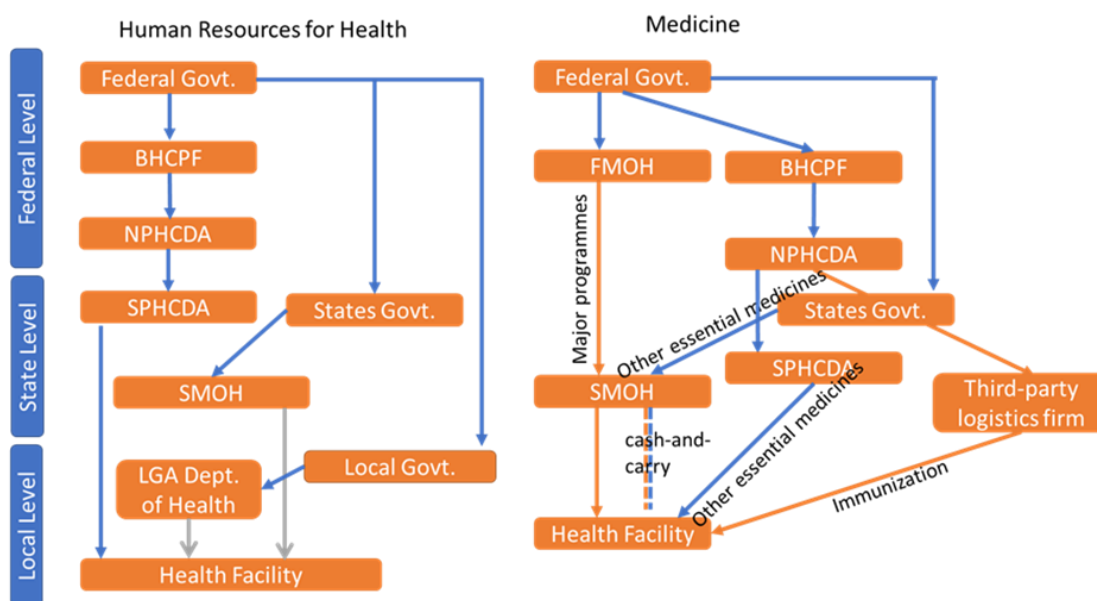 Human Resources for Health
Medicine
Federal Level
State Level
Local Level
Federal Govt.
BHCPF
NPHCDA
SPHCDA
States Govt.
SMOH
Local Govt.
LGA Dept.
of Health
Health Facility
Federal Govt.
FMOH
BHCPF
NPHCDA
Major programmes
Other essential medicines
States Govt.
SPHCDA
SMOH
Third-party
logistics firm
cash-and-
carry
Other essential medicines
Immunization
Health Facility